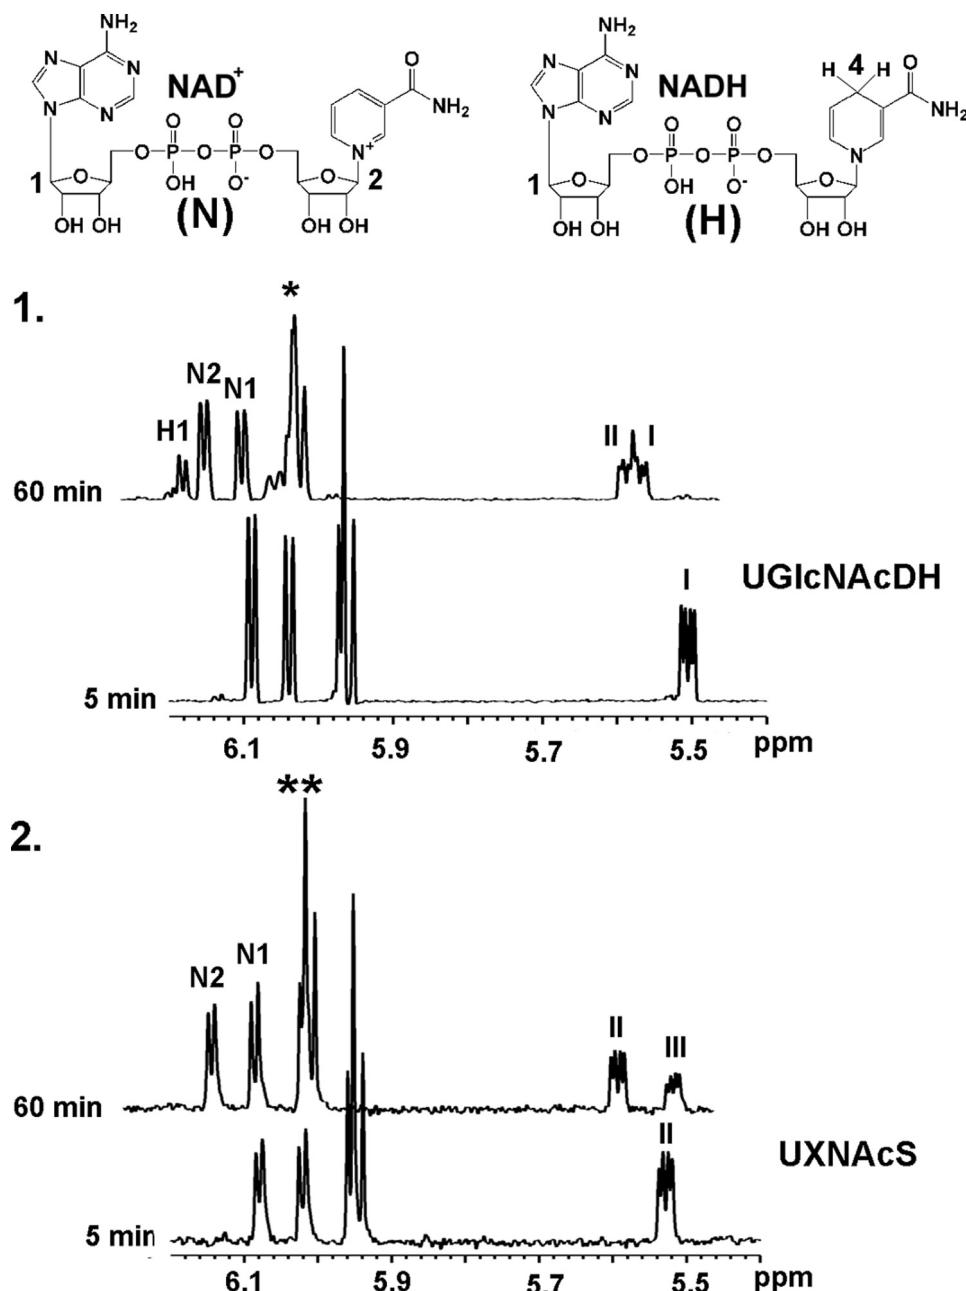 NH₂ NH₂
N N N N
NAD⁺ NADH
N N N N
O NH₂ H 4 H O NH₂
O O O O
O P O P O N⁺ O P O P O N
1 O OH O⁻ O 2 1 O OH O⁻ O
(N) (H)
OH OH OH OH OH OH OH OH
1.
*
N2
N1
H1
II I
60 min
UGlcNAcDH
I
5 min
6.1 5.9 5.7 5.5 ppm
**
2.
N1
N2
II
III
60 min
II
UXNAcS
5 min
6.1 5.9 5.7 5.5 ppm